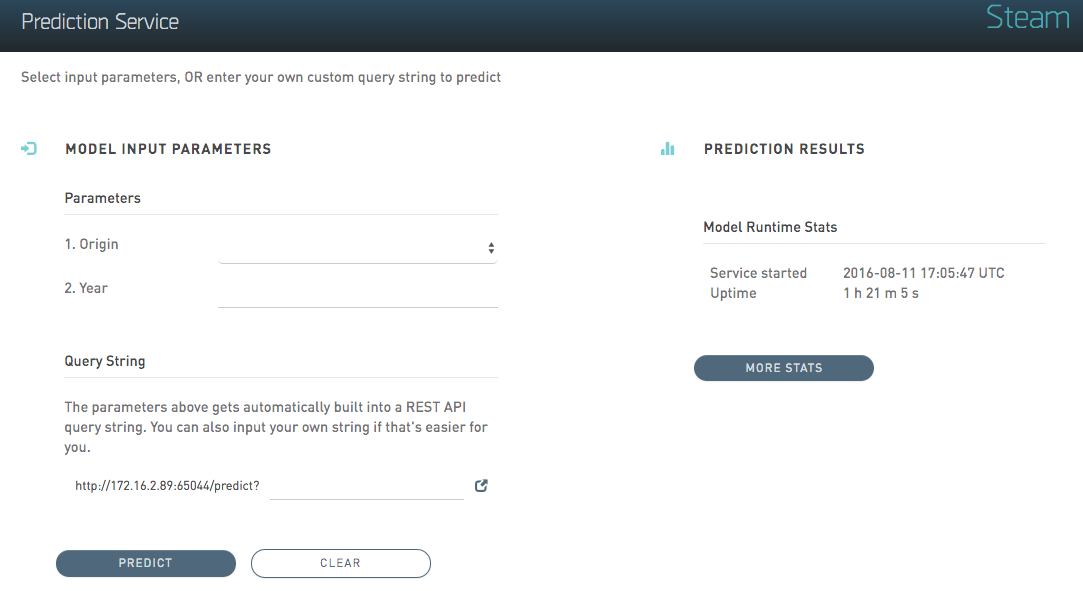 Prediction Service
Steam
Select input parameters, OR enter your own custom query string to predict
MODEL INPUT PARAMETERS
Parameters
1. Origin
2. Year
Query String
The parameters above gets automatically built into a REST API
query string. You can also input your own string if that's easier for
you.
http://172.16.2.89:65044/predict?
PREDICT
CLEAR
PREDICTION RESULTS
Model Runtime Stats
Service started 2016-08-11 17:05:47 UTC
Uptime 1 h 21 m 5 s
MORE STATS